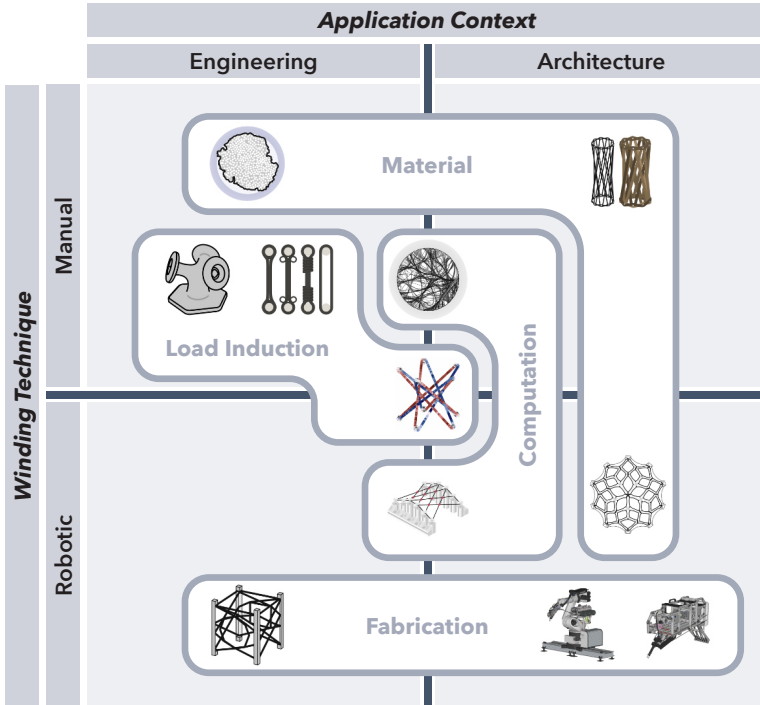 Application Context
Engineering
Architecture
Winding Technique
Manual
Robotic
Material
Load Induction
Computation
Fabrication